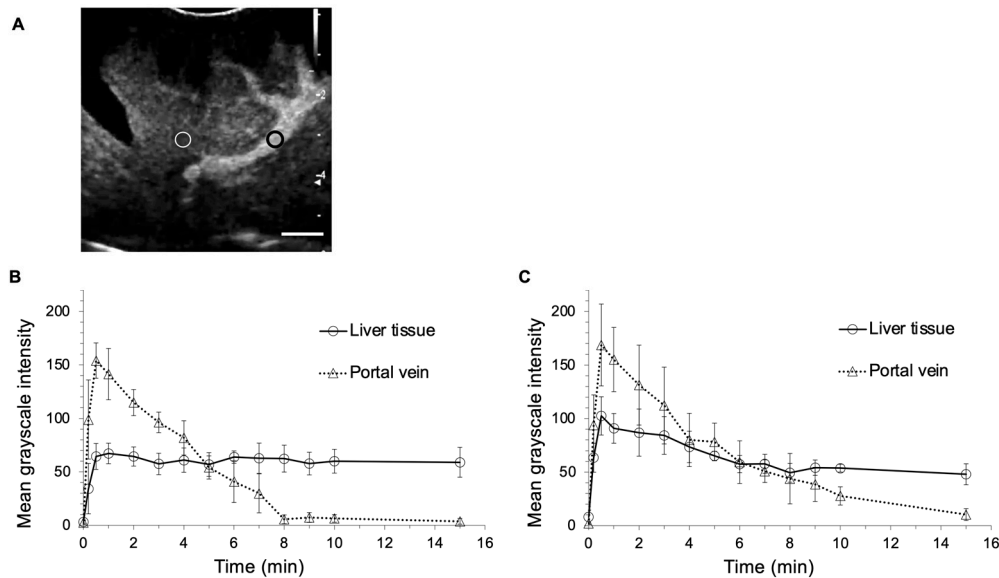 A
2
4
B
C
Mean grayscale intensity
200
150
100
50
0
Liver tissue
Portal vein
0 2 4 6 8 10 12 14 16
Time (min)
Mean grayscale intensity
200
150
100
50
0
Liver tissue
Portal vein
0 2 4 6 8 10 12 14 16
Time (min)